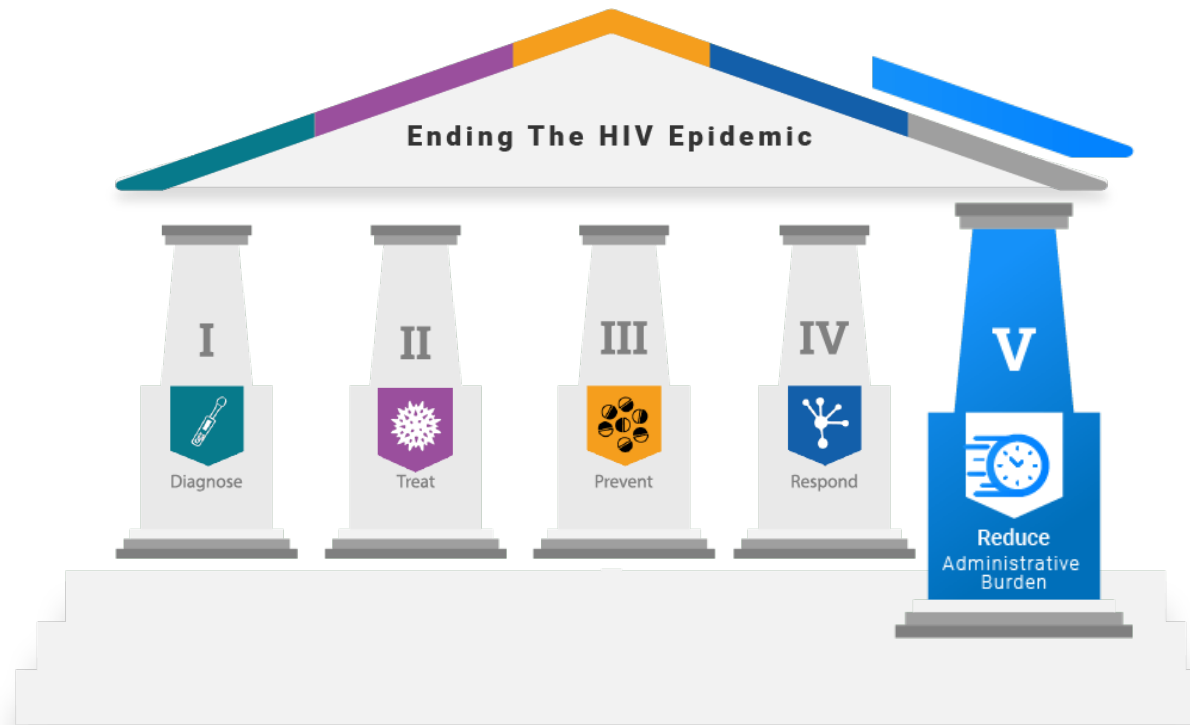 Ending The HIV Epidemic
I
II
III
IV
V
Diagnose
Treat
Prevent
Respond
Reduce
Administrative
Burden